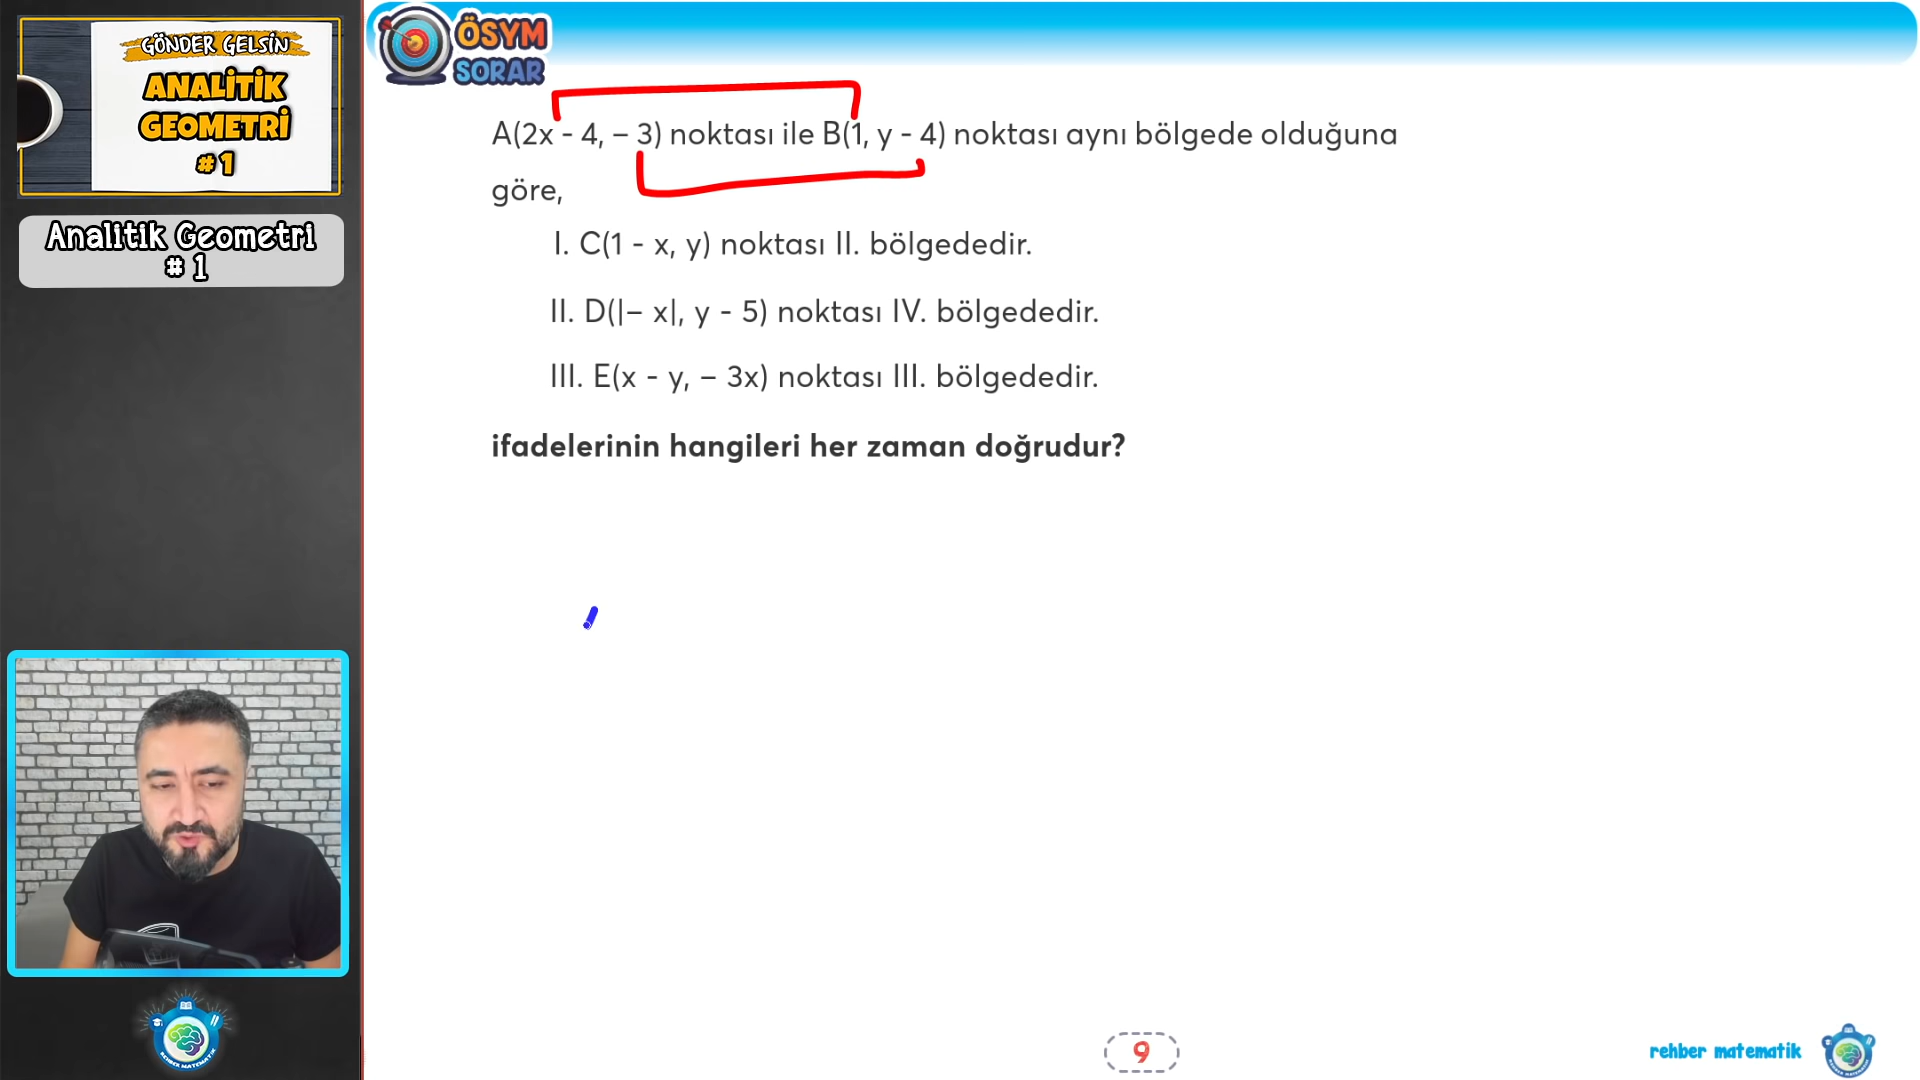 GÖNDER GELSİN
ANALİTİK
GEOMETRİ
#1
Analitik Geometri
#1
ÖSYM
SORAR
A(2x - 4, – 3) noktası ile B(1, y - 4) noktası aynı bölgede olduğuna
göre,
I. C(1 - x, y) noktası II. bölgededir.
II. D(|– x|, y - 5) noktası IV. bölgededir.
III. E(x - y, – 3x) noktası III. bölgededir.
ifadelerinin hangileri her zaman doğrudur?
REHBER MATEMATİK
9
rehber matematik